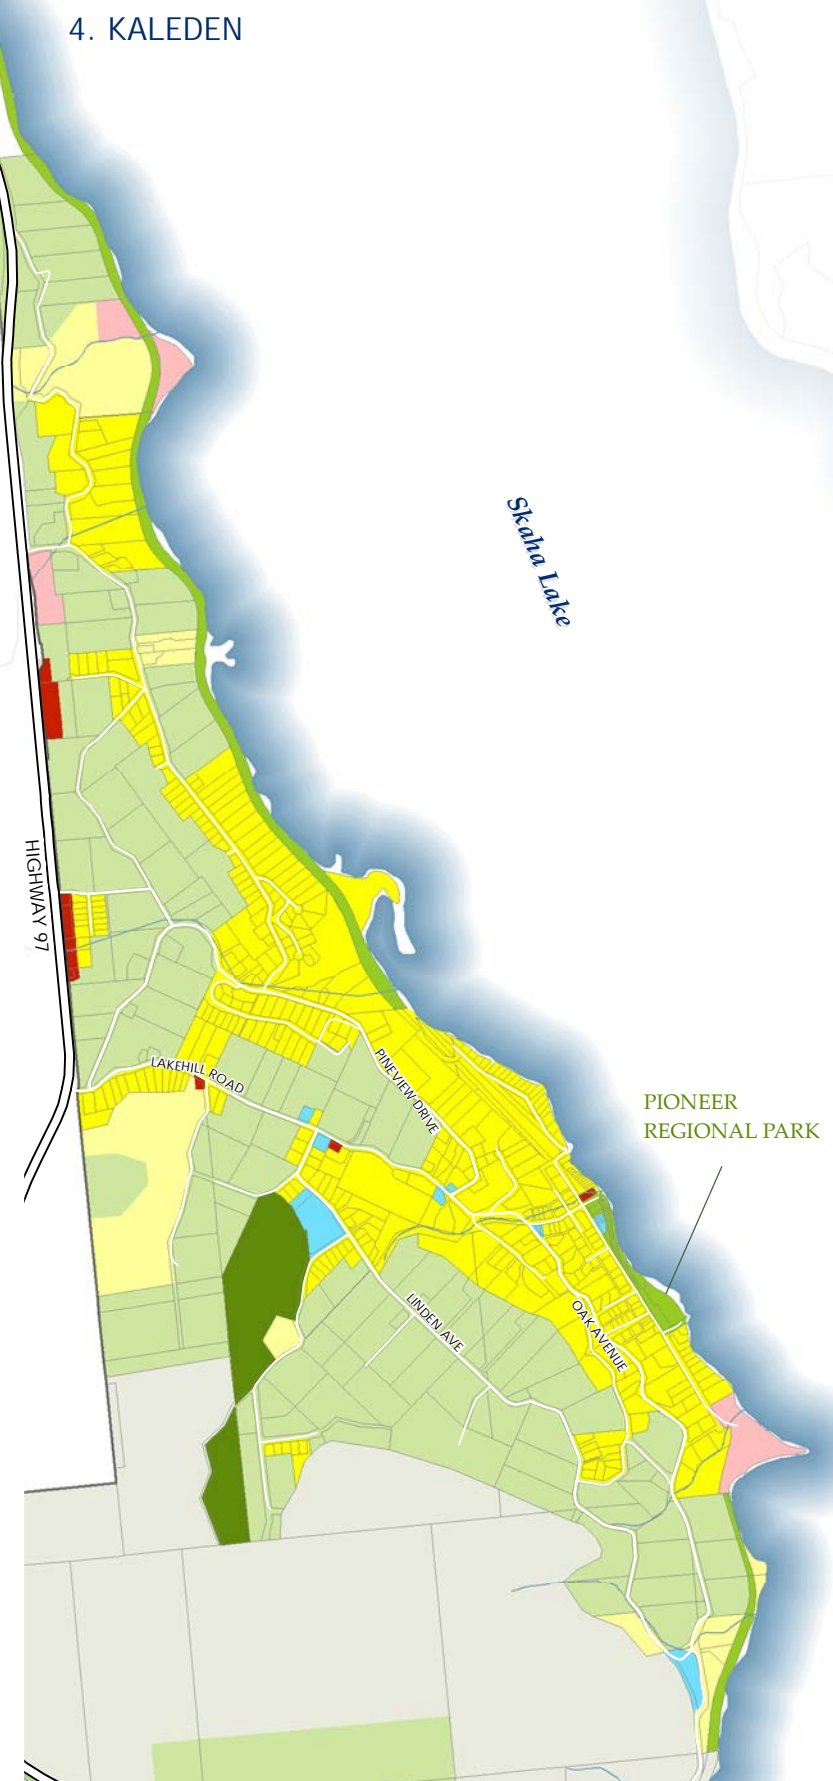 4. KALEDEN
Skaha Lake
HIGHWAY 97
LAKEHILL ROAD
PINEVIEW DRIVE
PIONEER
REGIONAL PARK
LINDEN AVE
OAK AVENUE